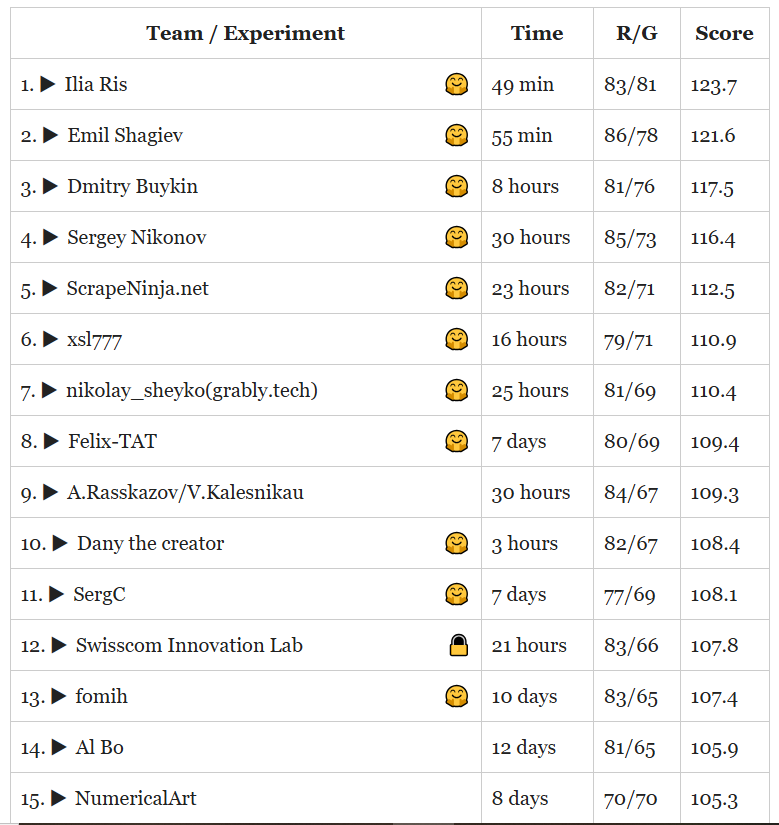 Team / Experiment Time R/G Score
1. ▶ Ilia Ris 🤗 49 min 83/81 123.7
2. ▶ Emil Shagiev 🤗 55 min 86/78 121.6
3. ▶ Dmitry Buykin 🤗 8 hours 81/76 117.5
4. ▶ Sergey Nikonov 🤗 30 hours 85/73 116.4
5. ▶ ScrapeNinja.net 🤗 23 hours 82/71 112.5
6. ▶ xsl777 🤗 16 hours 79/71 110.9
7. ▶ nikolay_sheyko(grably.tech) 🤗 25 hours 81/69 110.4
8. ▶ Felix-TAT 🤗 7 days 80/69 109.4
9. ▶ A.Rasskazov/V.Kalesnikau 30 hours 84/67 109.3
10. ▶ Dany the creator 🤗 3 hours 82/67 108.4
11. ▶ SergC 🤗 7 days 77/69 108.1
12. ▶ Swisscom Innovation Lab 🔒 21 hours 83/66 107.8
13. ▶ fomih 🤗 10 days 83/65 107.4
14. ▶ Al Bo 12 days 81/65 105.9
15. ▶ NumericalArt 8 days 70/70 105.3